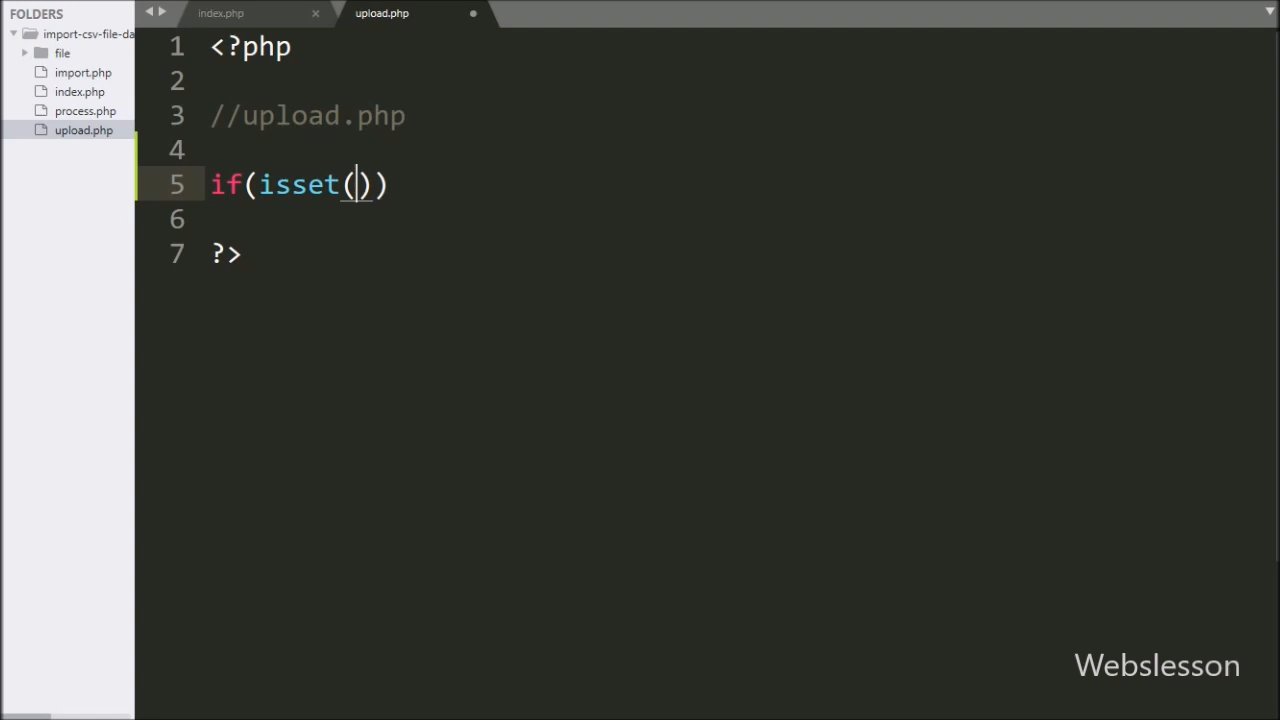 FOLDERS
import-csv-file-da
file
import.php
index.php
process.php
upload.php
index.php ×
upload.php
1 <?php
2
3 //upload.php
4
5 if(isset())
6
7 ?>
Webslesson